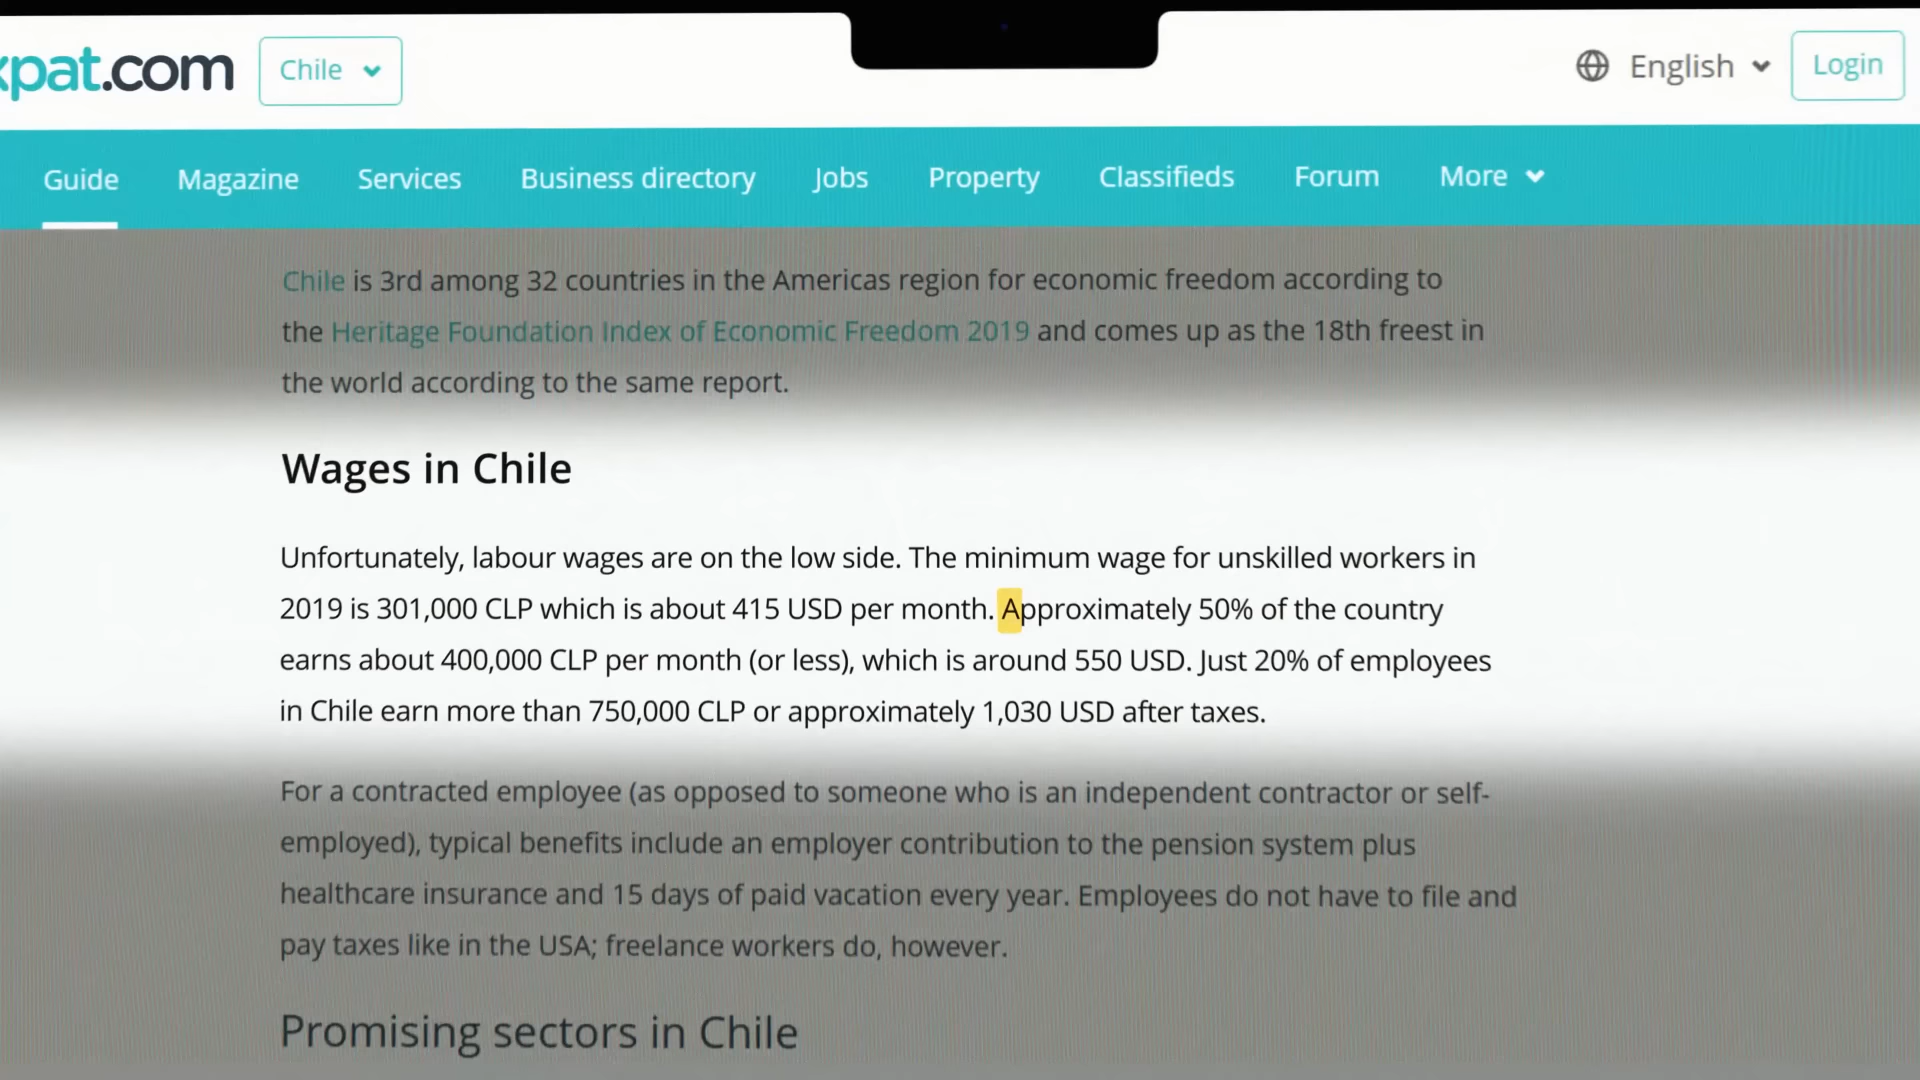 xpat.com
Chile
English
Login
Guide
Magazine
Services
Business directory
Jobs
Property
Classifieds
Forum
More
Chile is 3rd among 32 countries in the Americas region for economic freedom according to
the Heritage Foundation Index of Economic Freedom 2019 and comes up as the 18th freest in
the world according to the same report.
Wages in Chile
Unfortunately, labour wages are on the low side. The minimum wage for unskilled workers in
2019 is 301,000 CLP which is about 415 USD per month. Approximately 50% of the country
earns about 400,000 CLP per month (or less), which is around 550 USD. Just 20% of employees
in Chile earn more than 750,000 CLP or approximately 1,030 USD after taxes.
For a contracted employee (as opposed to someone who is an independent contractor or self-
employed), typical benefits include an employer contribution to the pension system plus
healthcare insurance and 15 days of paid vacation every year. Employees do not have to file and
pay taxes like in the USA; freelance workers do, however.
Promising sectors in Chile